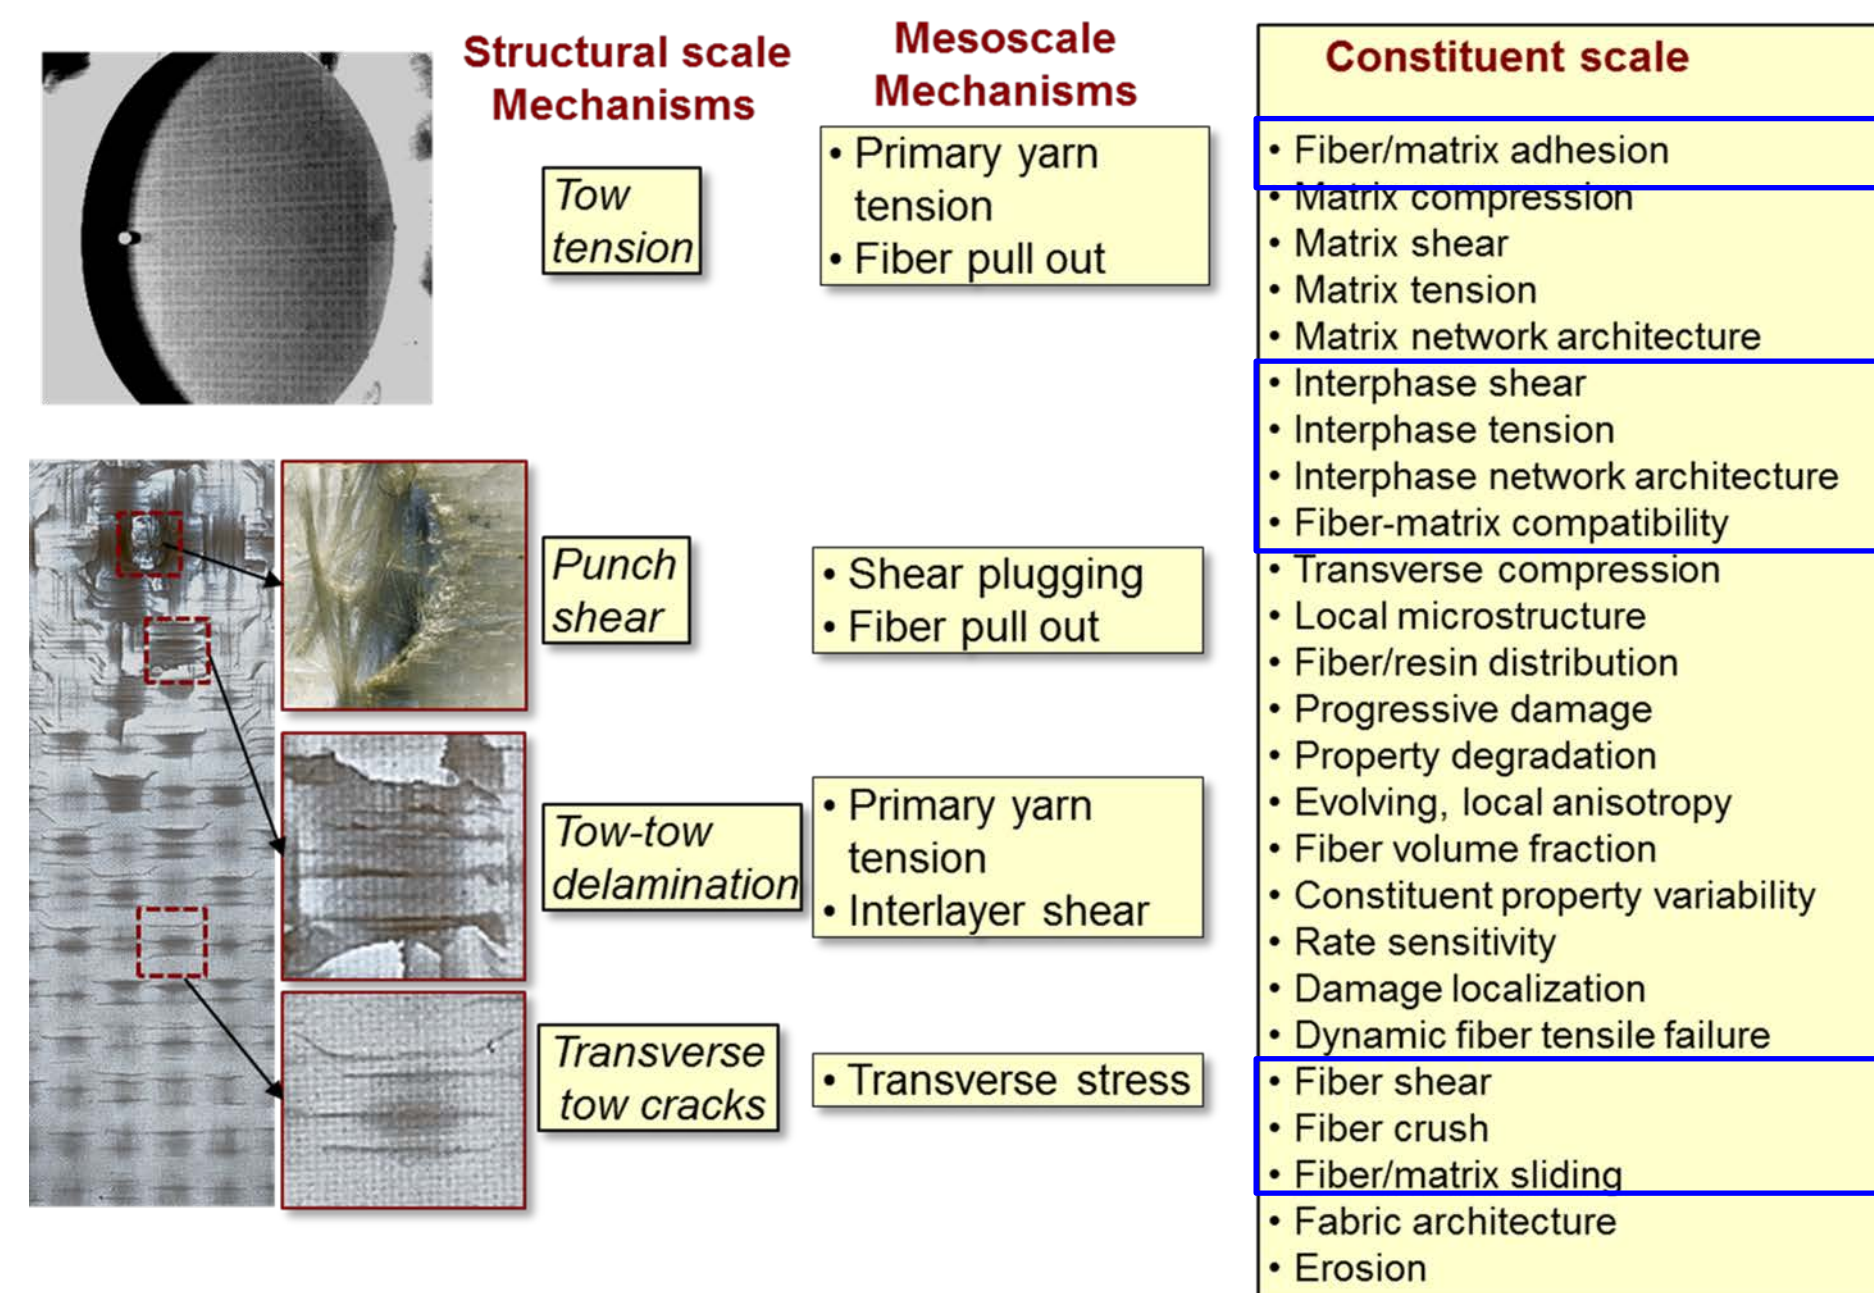 Structural scale
Mechanisms
Mesoscale
Mechanisms
Constituent scale
Tow
tension
• Primary yarn
tension
• Fiber pull out
Punch
shear
• Shear plugging
• Fiber pull out
Tow-tow
delamination
• Primary yarn
tension
• Interlayer shear
Transverse
tow cracks
• Transverse stress
• Fiber/matrix adhesion
• Matrix compression
• Matrix shear
• Matrix tension
• Matrix network architecture
• Interphase shear
• Interphase tension
• Interphase network architecture
• Fiber-matrix compatibility
• Transverse compression
• Local microstructure
• Fiber/resin distribution
• Progressive damage
• Property degradation
• Evolving, local anisotropy
• Fiber volume fraction
• Constituent property variability
• Rate sensitivity
• Damage localization
• Dynamic fiber tensile failure
• Fiber shear
• Fiber crush
• Fiber/matrix sliding
• Fabric architecture
• Erosion